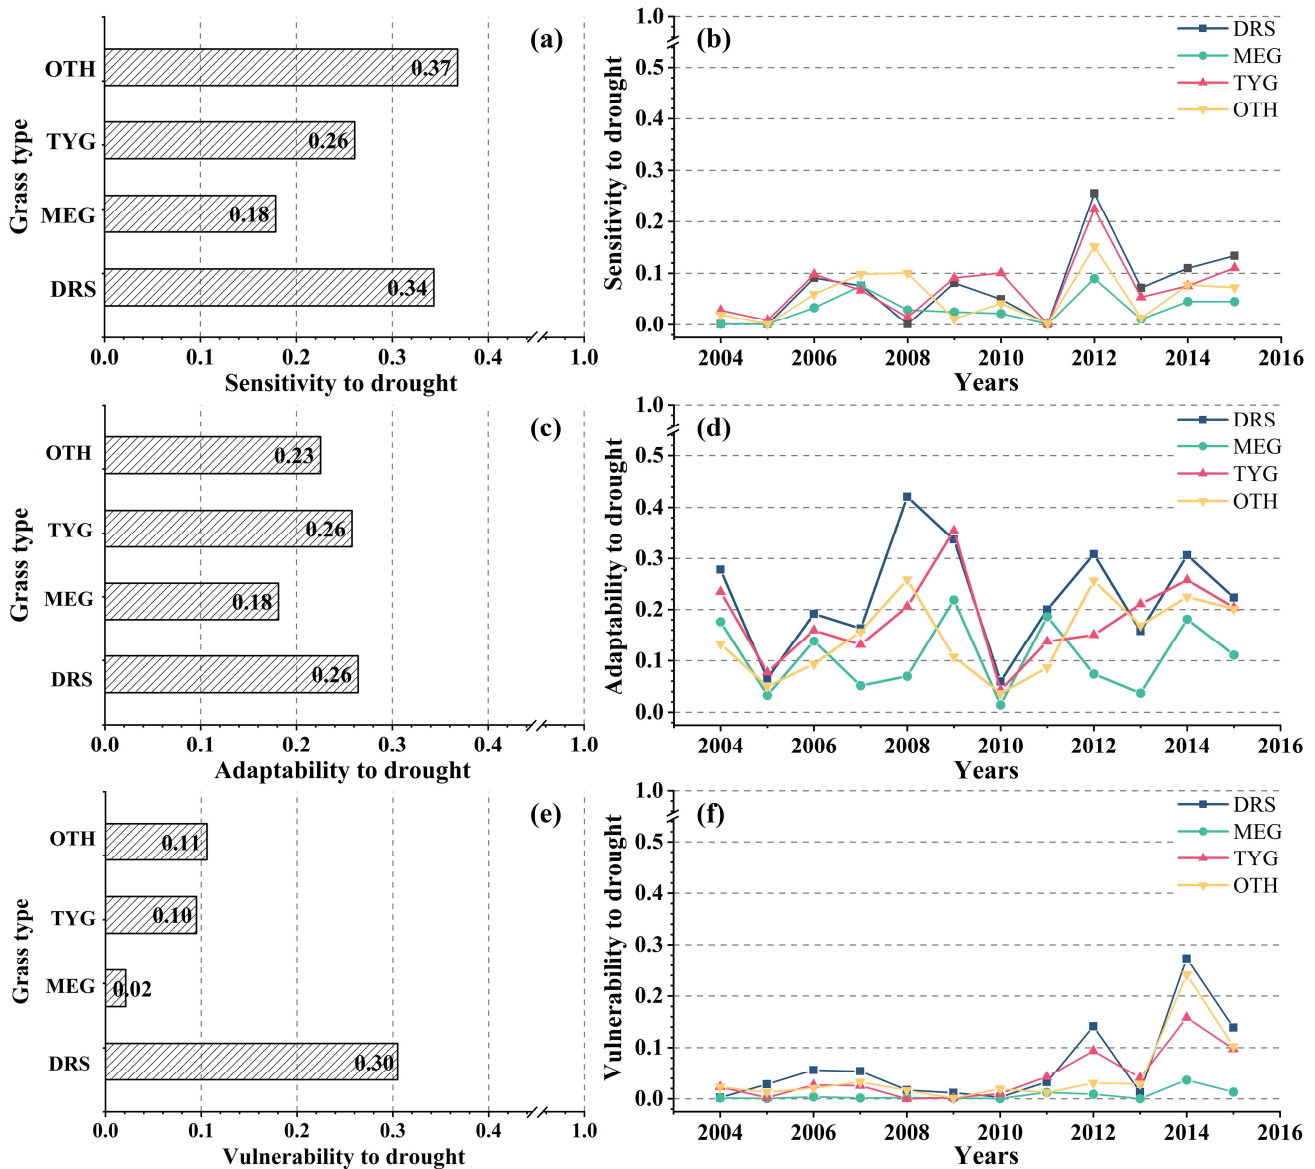 (a)
Grass type
OTH
0.37
TYG
0.26
MEG
0.18
DRS
0.34
0.0 0.1 0.2 0.3 0.4 1.0
Sensitivity to drought
(b)
Sensitivity to drought
1.0
0.5
0.4
0.3
0.2
0.1
0.0
DRS
MEG
TYG
OTH
2004 2006 2008 2010 2012 2014 2016
Years
(c)
Grass type
OTH
0.23
TYG
0.26
MEG
0.18
DRS
0.26
0.0 0.1 0.2 0.3 0.4 1.0
Adaptability to drought
(d)
Adaptability to drought
1.0
0.5
0.4
0.3
0.2
0.1
0.0
DRS
MEG
TYG
OTH
2004 2006 2008 2010 2012 2014 2016
Years
(e)
Grass type
OTH
0.11
TYG
0.10
MEG
0.02
DRS
0.30
0.0 0.1 0.2 0.3 0.4 1.0
Vulnerability to drought
(f)
Vulnerability to drought
1.0
0.5
0.4
0.3
0.2
0.1
0.0
DRS
MEG
TYG
OTH
2004 2006 2008 2010 2012 2014 2016
Years